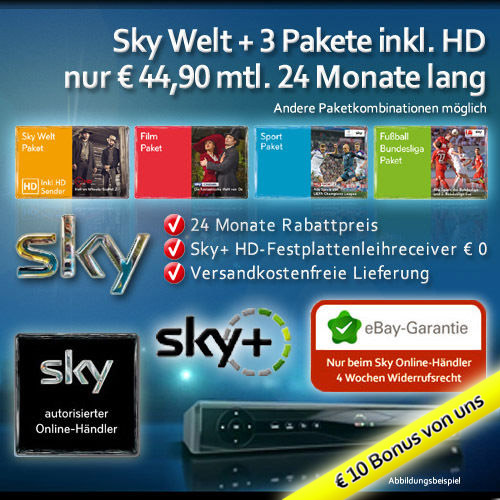 Sky Welt + 3 Pakete inkl. HD
nur € 44,90 mtl. 24 Monate lang
Andere Paketkombinationen möglich
Sky Welt
Paket
HD Inkl.HD
Sender
Film
Paket
Sport
Paket
Fußball
Bundesliga
Paket
sky
24 Monate Rabattpreis
Sky+ HD-Festplattenleihreceiver € 0
Versandkostenfreie Lieferung
sky
autorisierter
Online-Händler
sky+
eBay-Garantie
Nur beim Sky Online-Händler
4 Wochen Widerrufsrecht
€ 10 Bonus von uns
Abbildungsbeispiel